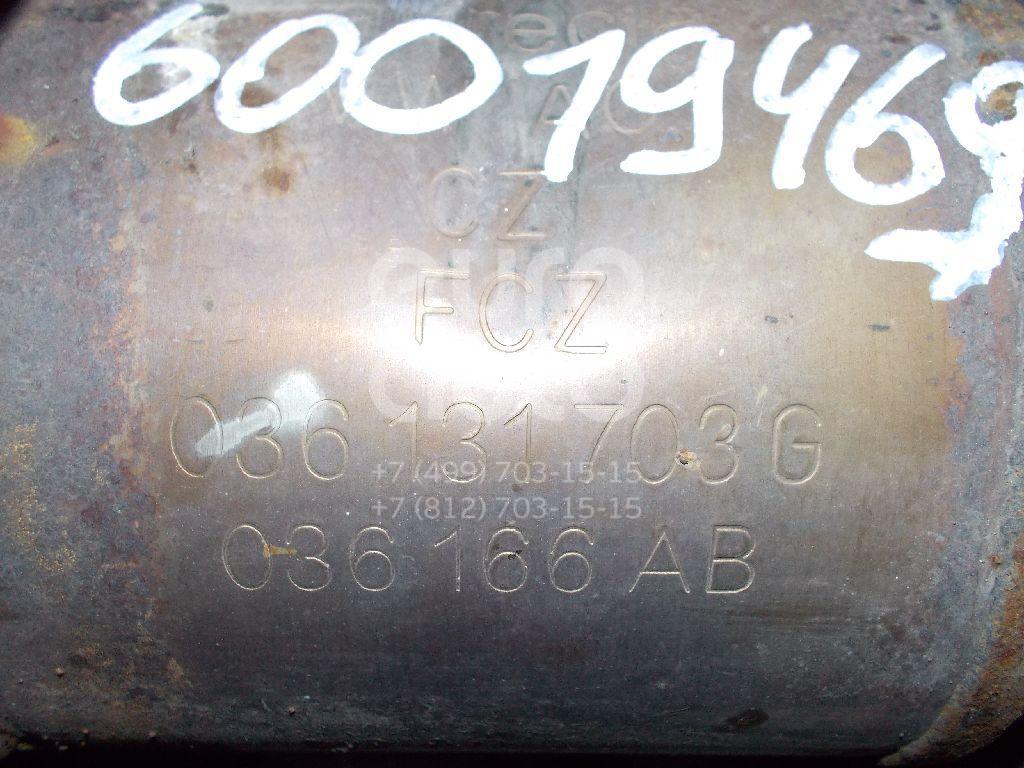 60019469
CZ
FCZ
036 131 703 G
+7 (499) 703-15-15
+7 (812) 703-15-15
036 166 AB